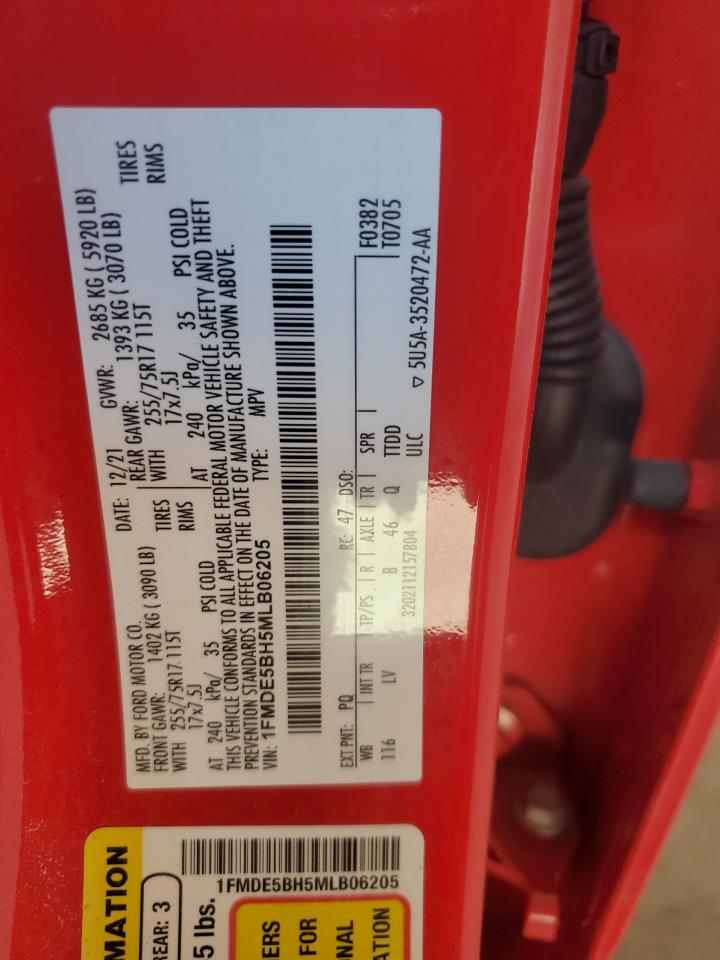 MFD. BY FORD MOTOR CO.
DATE: 12/21 GVWR: 2685 KG ( 5920 LB)
FRONT GAWR: 1402 KG ( 3090 LB)
REAR GAWR: 1393 KG ( 3070 LB)
WITH 255/75R17 115T TIRES
WITH 255/75R17 115T TIRES
17x7.5J RIMS
17x7.5J RIMS
AT 240 kPa/ 35 PSI COLD
AT 240 kPa/ 35 PSI COLD
THIS VEHICLE CONFORMS TO ALL APPLICABLE FEDERAL MOTOR VEHICLE SAFETY AND THEFT
PREVENTION STANDARDS IN EFFECT ON THE DATE OF MANUFACTURE SHOWN ABOVE.
VIN: 1FMDE5BH5MLB06205 TYPE: MPV
EXT PNT: PQ RC: 47 DSO: F0382
WB INT TR TP/PS R AXLE TR SPR T0705
116 LV B 46 Q TTDD
ULC
3202112157804 ▽ 5U5A-3520472-AA
MATION
REAR: 3
5 lbs.
1FMDE5BH5MLB06205
ERS
FOR
NAL
ATION